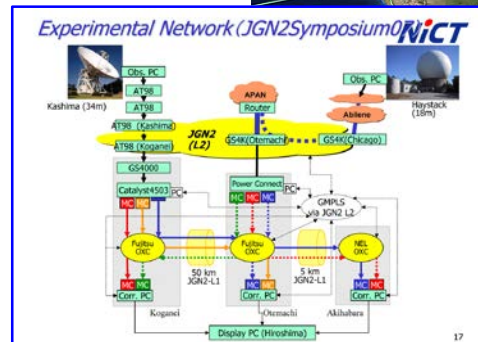 Experimental Network(JGN2Symposium07)
NiCT
Obs. PC
AT98
AT98
AT98 (Kashima)
AT98 (Koganei)
Kashima (34m)
APAN
Router
GS4K(Otemachi)
JGN2
(L2)
Obs. PC
Abilene
GS4K(Chicago)
Haystack
(18m)
GS4000
Catalyst4503
PC
MC MC
Power Connect
PC
MC MC MC
GMPLS
via JGN2 L2
Fujitsu
OXC
50 km
JGN2-L1
Fujitsu
OXC
5 km
JGN2-L1
NEL
OXC
MC MC
Corr. PC
MC MC
Corr. PC
MC MC
Corr. PC
Koganei
Otemachi
Akihabara
Display PC (Hiroshima)
17